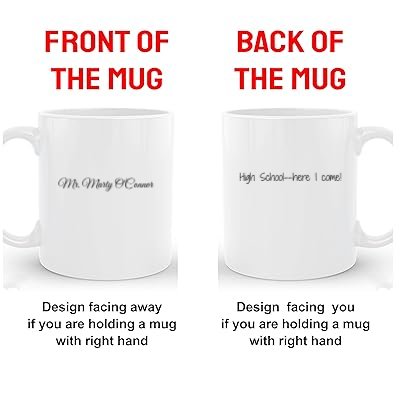 FRONT OF
THE MUG
BACK OF
THE MUG
Mr. Marty O'Connor
High School--here I come!
Design facing away
if you are holding a mug
with right hand
Design facing you
if you are holding a mug
with right hand